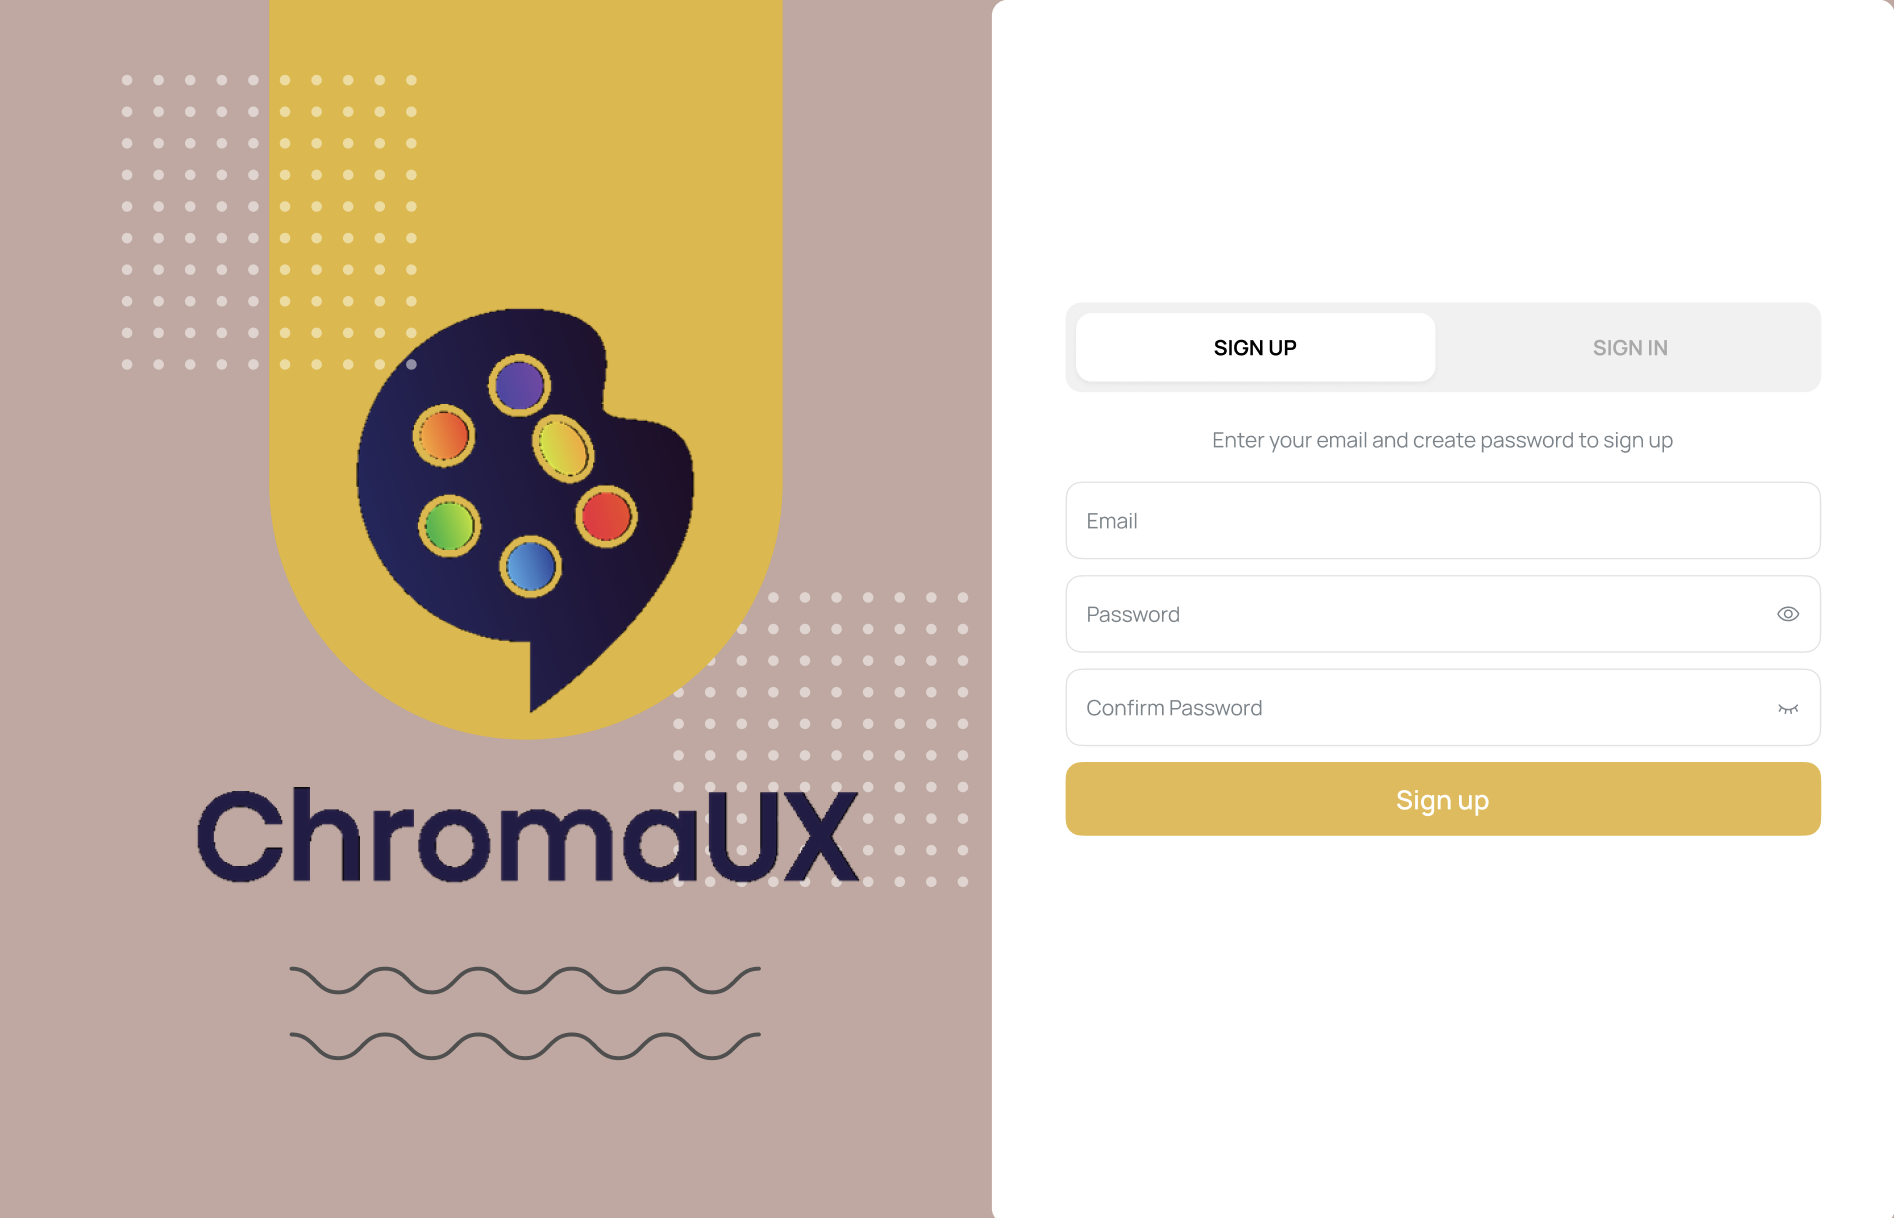 ChromaUX
SIGN UP
SIGN IN
Enter your email and create password to sign up
Email
Password
Confirm Password
Sign up